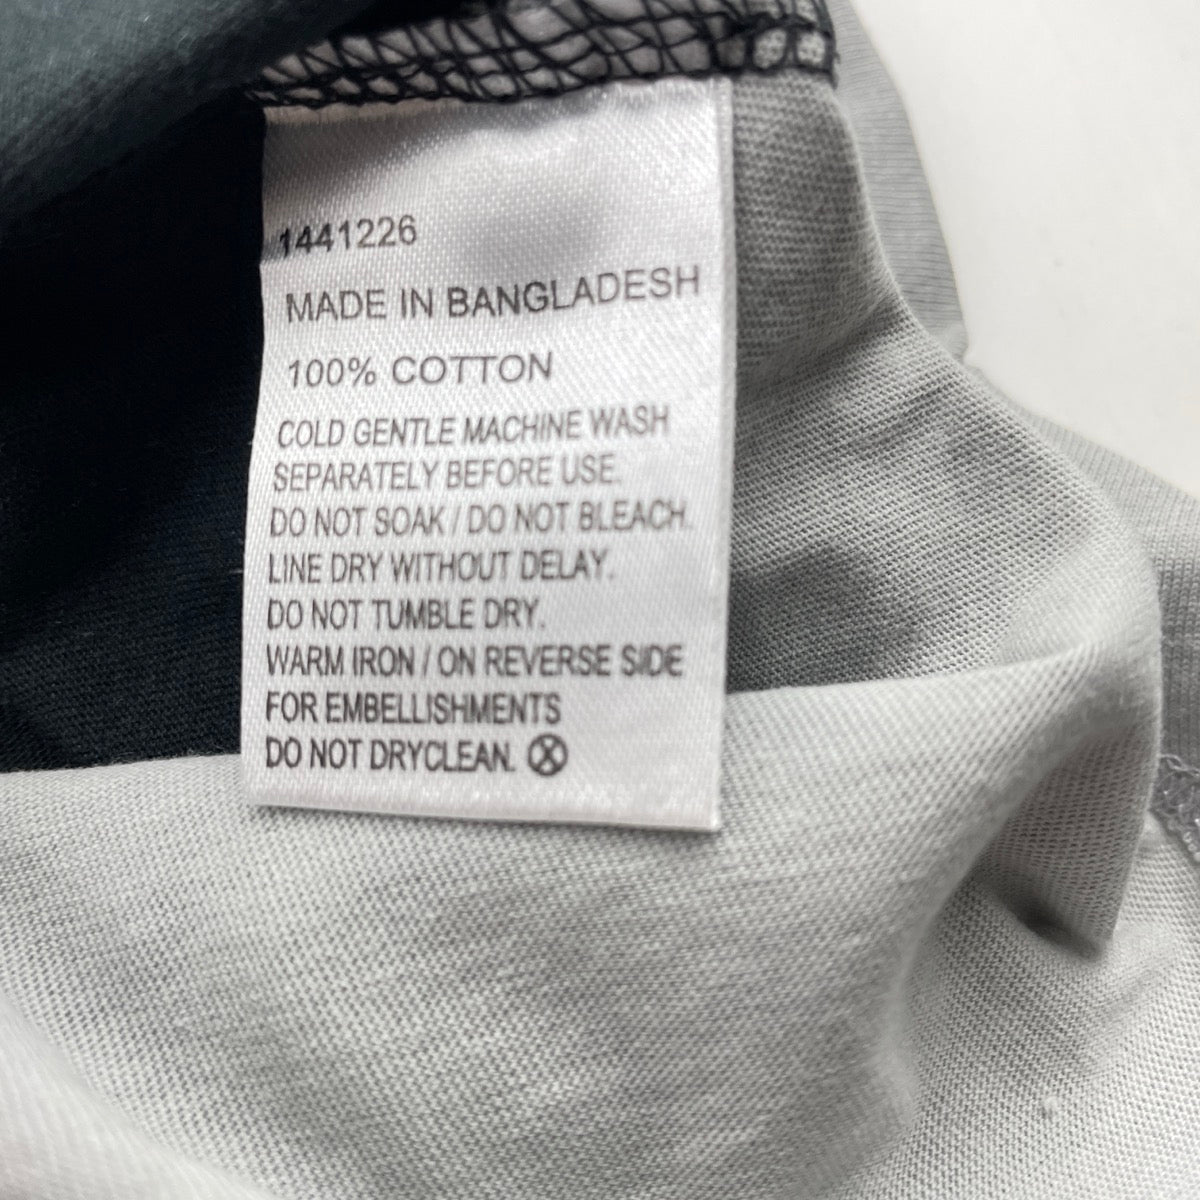 1441226
MADE IN BANGLADESH
100% COTTON
COLD GENTLE MACHINE WASH
SEPARATELY BEFORE USE.
DO NOT SOAK / DO NOT BLEACH.
LINE DRY WITHOUT DELAY.
DO NOT TUMBLE DRY.
WARM IRON / ON REVERSE SIDE
FOR EMBELLISHMENTS
DO NOT DRYCLEAN.